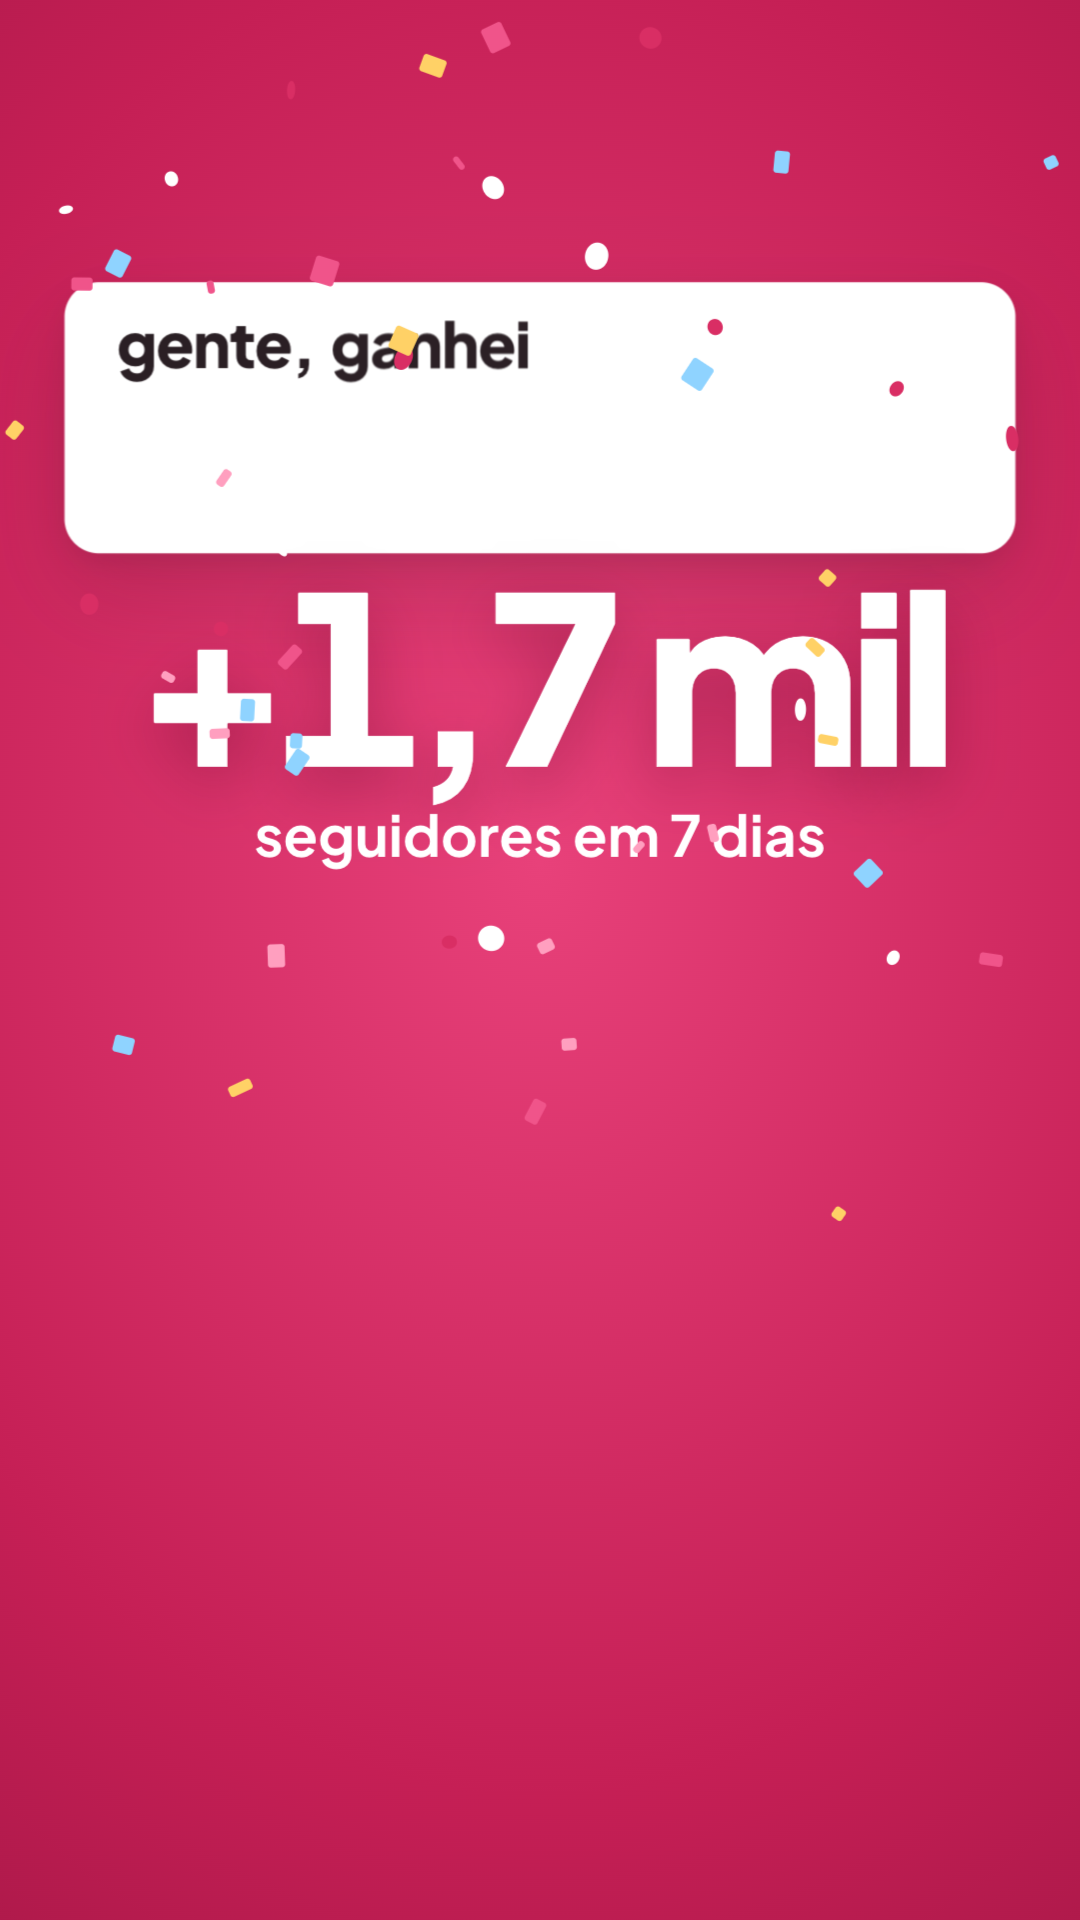 gente, ganhei
+1,7 mil
seguidores em 7 dias